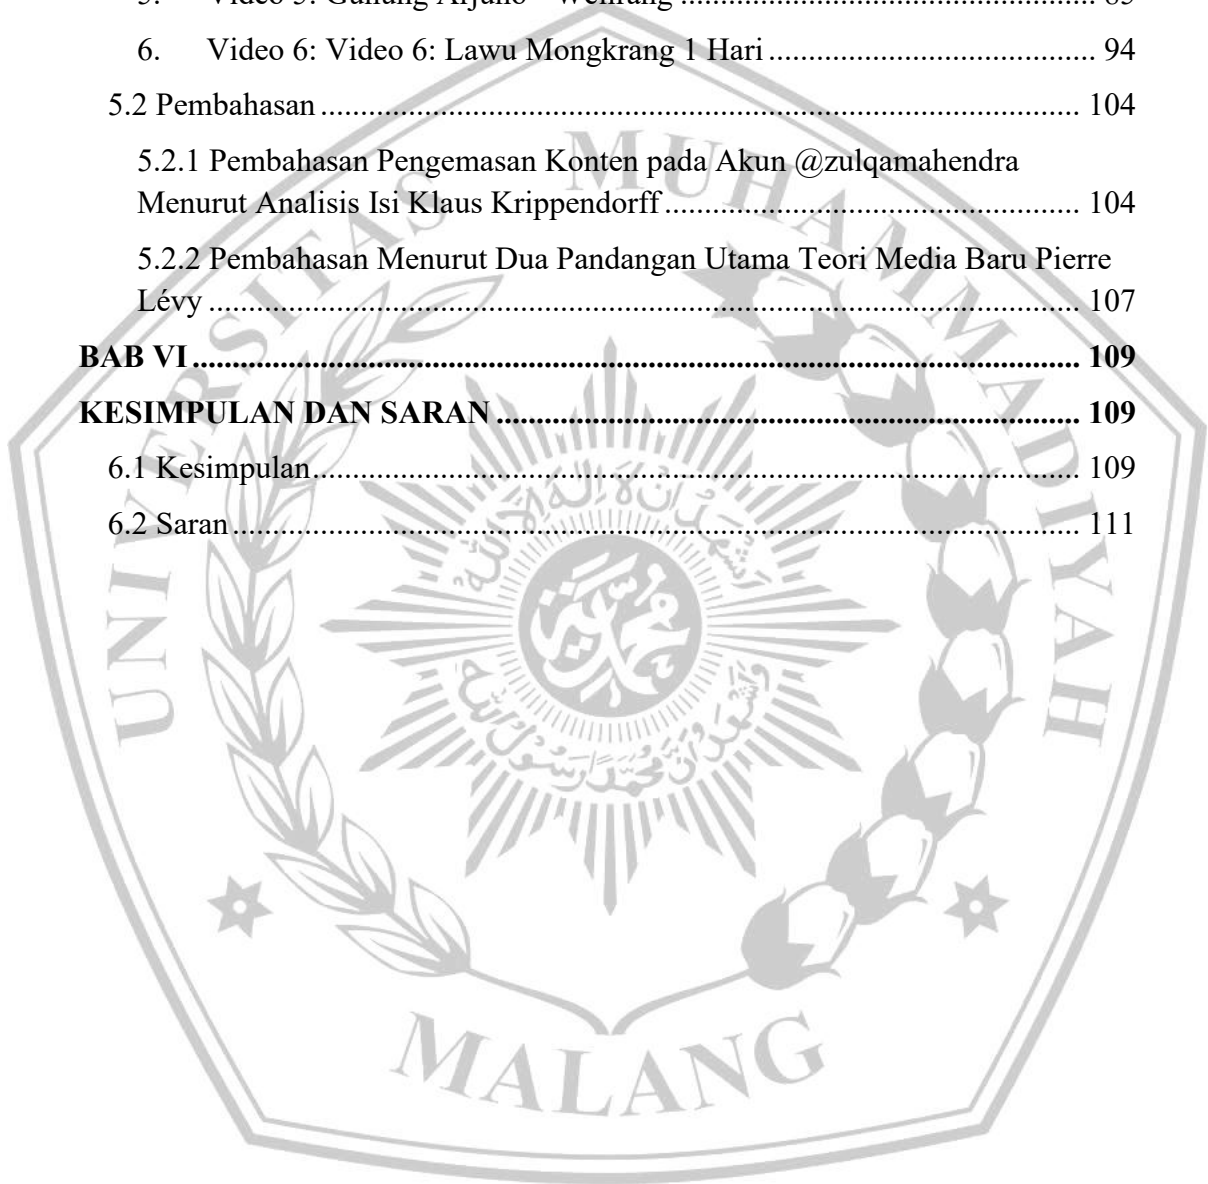 6. Video 6: Video 6: Lawu Mongkrang 1 Hari ..................................... 94
5.2 Pembahasan ........................................................................... 104
5.2.1 Pembahasan Pengemasan Konten pada Akun @zulqamahendra
Menurut Analisis Isi Klaus Krippendorff ................................................ 104
5.2.2 Pembahasan Menurut Dua Pandangan Utama Teori Media Baru Pierre
Lévy ..................................................................................... 107
BAB VI ........................................................................................ 109
KESIMPULAN DAN SARAN ................................................................ 109
6.1 Kesimpulan ............................................................................ 109
6.2 Saran ................................................................................... 111
UNIVERSITAS MUHAMMADIYAH
MALANG